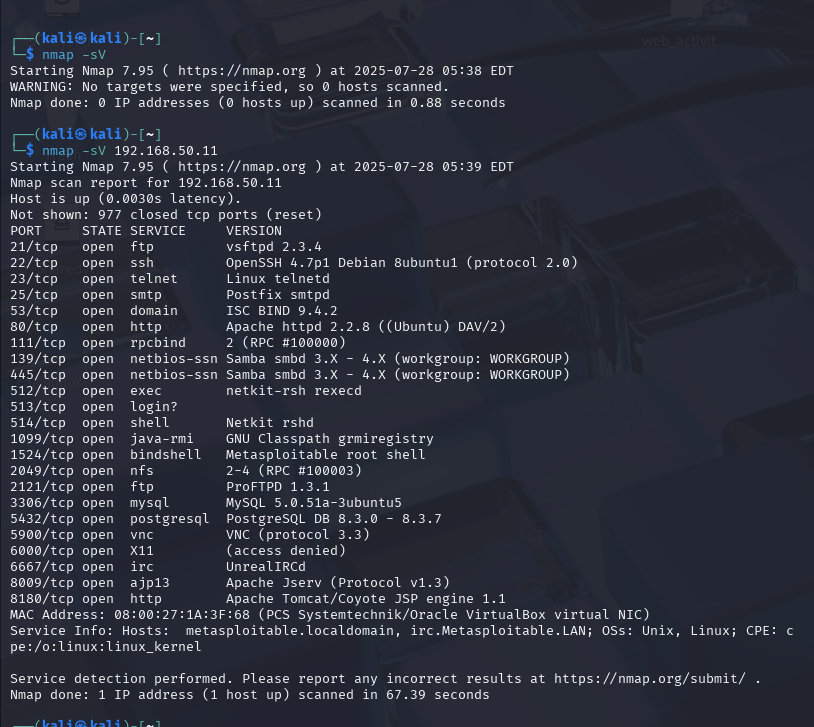 web_activit...
┌──(kali㉿kali)-[~]
└─$ nmap -sV
Starting Nmap 7.95 ( https://nmap.org ) at 2025-07-28 05:38 EDT
WARNING: No targets were specified, so 0 hosts scanned.
Nmap done: 0 IP addresses (0 hosts up) scanned in 0.88 seconds
┌──(kali㉿kali)-[~]
└─$ nmap -sV 192.168.50.11
Starting Nmap 7.95 ( https://nmap.org ) at 2025-07-28 05:39 EDT
Nmap scan report for 192.168.50.11
Host is up (0.0030s latency).
Not shown: 977 closed tcp ports (reset)
PORT     STATE SERVICE     VERSION
21/tcp   open  ftp         vsftpd 2.3.4
22/tcp   open  ssh         OpenSSH 4.7p1 Debian 8ubuntu1 (protocol 2.0)
23/tcp   open  telnet      Linux telnetd
25/tcp   open  smtp        Postfix smtpd
53/tcp   open  domain      ISC BIND 9.4.2
80/tcp   open  http        Apache httpd 2.2.8 ((Ubuntu) DAV/2)
111/tcp  open  rpcbind     2 (RPC #100000)
139/tcp  open  netbios-ssn Samba smbd 3.X - 4.X (workgroup: WORKGROUP)
445/tcp  open  netbios-ssn Samba smbd 3.X - 4.X (workgroup: WORKGROUP)
512/tcp  open  exec        netkit-rsh rexecd
513/tcp  open  login?
514/tcp  open  shell       Netkit rshd
1099/tcp open  java-rmi    GNU Classpath grmiregistry
1524/tcp open  bindshell   Metasploitable root shell
2049/tcp open  nfs         2-4 (RPC #100003)
2121/tcp open  ftp         ProFTPD 1.3.1
3306/tcp open  mysql       MySQL 5.0.51a-3ubuntu5
5432/tcp open  postgresql  PostgreSQL DB 8.3.0 - 8.3.7
5900/tcp open  vnc         VNC (protocol 3.3)
6000/tcp open  X11         (access denied)
6667/tcp open  irc         UnrealIRCd
8009/tcp open  ajp13       Apache Jserv (Protocol v1.3)
8180/tcp open  http        Apache Tomcat/Coyote JSP engine 1.1
MAC Address: 08:00:27:1A:3F:68 (PCS Systemtechnik/Oracle VirtualBox virtual NIC)
Service Info: Hosts:  metasploitable.localdomain, irc.Metasploitable.LAN; OSs: Unix, Linux; CPE: c
pe:/o:linux:linux_kernel
Service detection performed. Please report any incorrect results at https://nmap.org/submit/ .
Nmap done: 1 IP address (1 host up) scanned in 67.39 seconds
┌──(kali㉿kali)-[~]